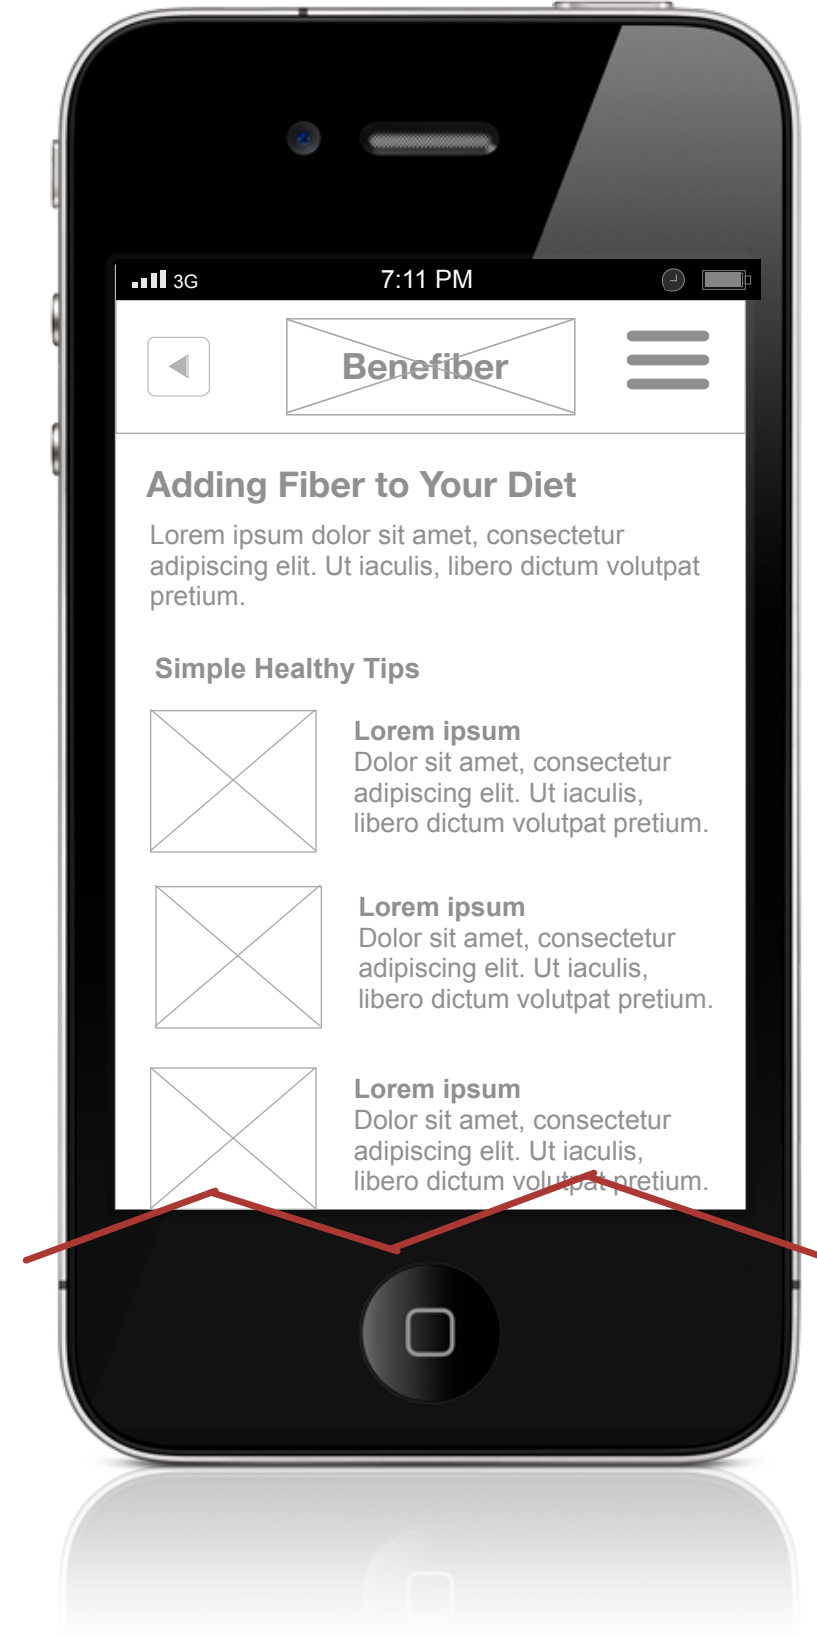 3G 7:11 PM
Benefiber
Adding Fiber to Your Diet
Lorem ipsum dolor sit amet, consectetur
adipiscing elit. Ut iaculis, libero dictum volutpat
pretium.
Simple Healthy Tips
Lorem ipsum
Dolor sit amet, consectetur
adipiscing elit. Ut iaculis,
libero dictum volutpat pretium.
Lorem ipsum
Dolor sit amet, consectetur
adipiscing elit. Ut iaculis,
libero dictum volutpat pretium.
Lorem ipsum
Dolor sit amet, consectetur
adipiscing elit. Ut iaculis,
libero dictum volutpat pretium.